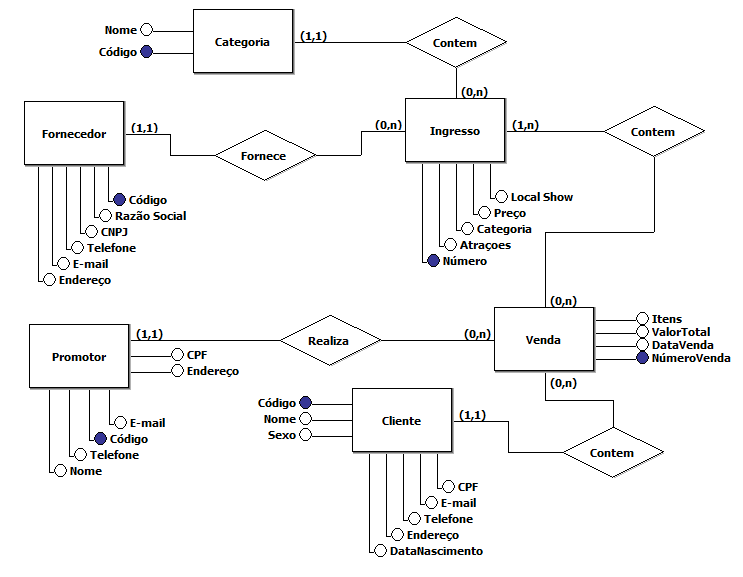 Nome
Código
Categoria
(1,1)
Contem
(0,n)
Fornecedor
(1,1)
Fornece
(0,n)
Ingresso
(1,n)
Contem
Código
Razão Social
CNPJ
Telefone
E-mail
Endereço
Local Show
Preço
Categoria
Atraçoes
Número
(0,n)
Promotor
(1,1)
CPF
Endereço
E-mail
Código
Telefone
Nome
Realiza
(0,n)
Venda
Itens
ValorTotal
DataVenda
NúmeroVenda
(0,n)
Código
Nome
Sexo
Cliente
(1,1)
Contem
CPF
E-mail
Telefone
Endereço
DataNascimento